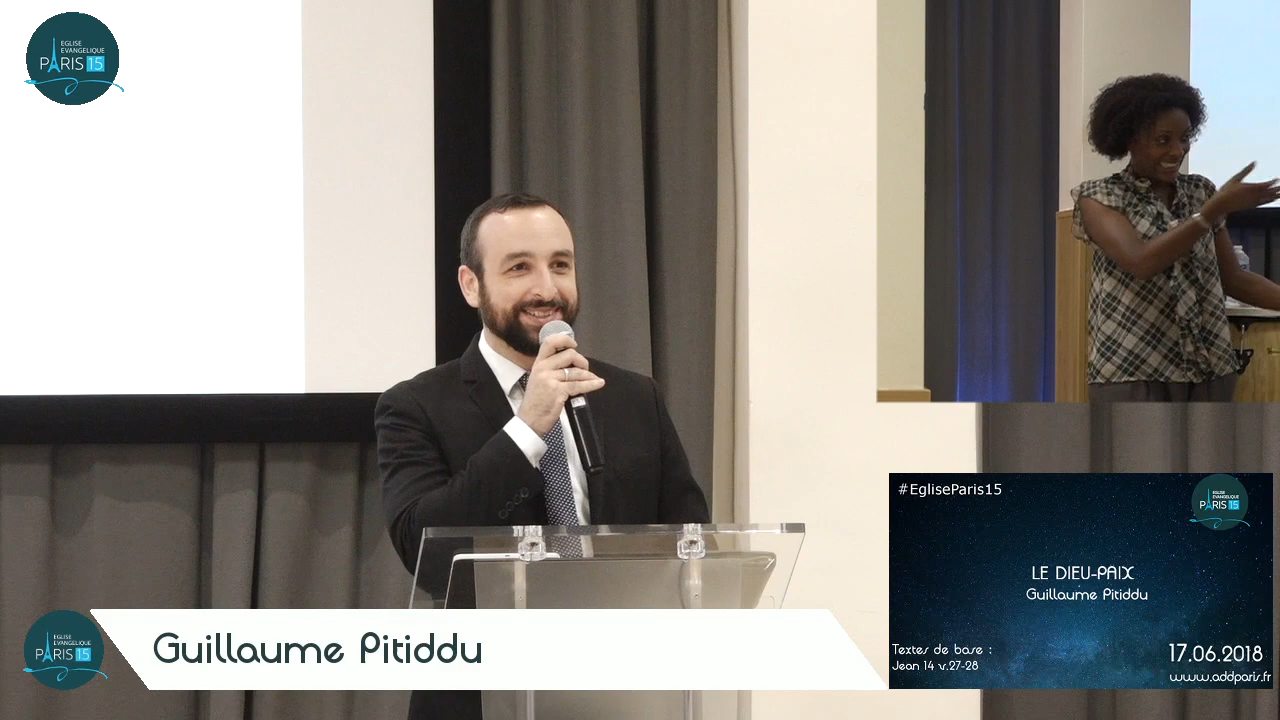 EGLISE
EVANGELIQUE
PARIS 15
#EgliseParis15
EGLISE
EVANGELIQUE
PARIS 15
LE DIEU-PAIX
Guillaume Pitiddu
Textes de base :
Jean 14 v.27-28
17.06.2018
www.addparis.fr
EGLISE
EVANGELIQUE
PARIS 15
Guillaume Pitiddu